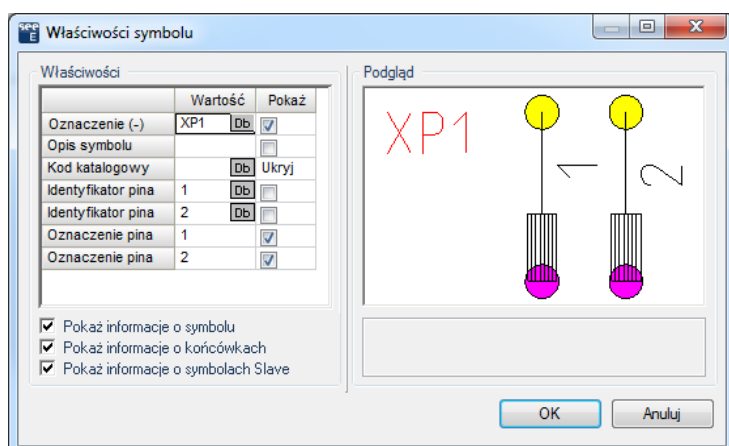 see
E
Właściwości symbolu
Właściwości
Wartość Pokaż
Oznaczenie (-) XP1 Db
Opis symbolu
Kod katalogowy Db Ukryj
Identyfikator pina 1 Db
Identyfikator pina 2 Db
Oznaczenie pina 1
Oznaczenie pina 2
Pokaż informacje o symbolu
Pokaż informacje o końcówkach
Pokaż informacje o symbolach Slave
Podgląd
XP1 1 2
OK Anuluj